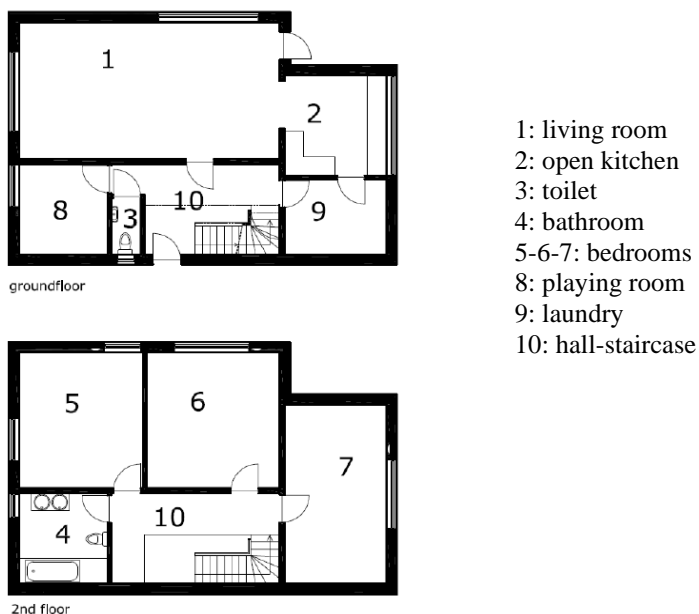 1
2
8
3
10
9
groundfloor
5
6
7
4
10
2nd floor
1: living room
2: open kitchen
3: toilet
4: bathroom
5-6-7: bedrooms
8: playing room
9: laundry
10: hall-staircase